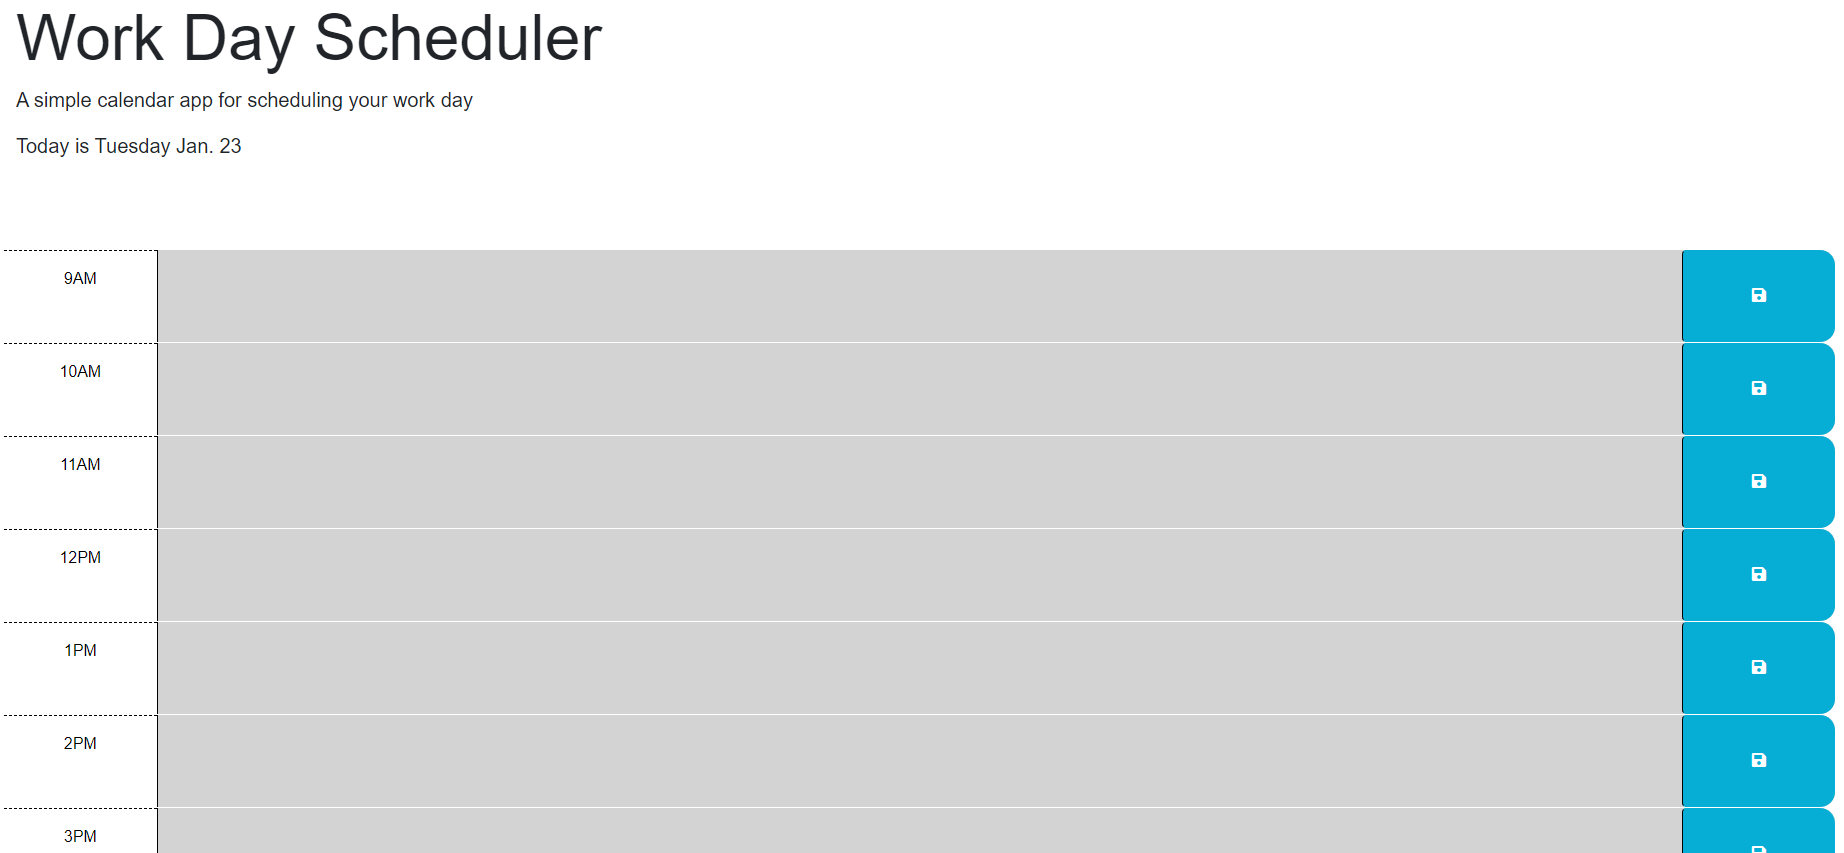 Work Day Scheduler
A simple calendar app for scheduling your work day
Today is Tuesday Jan. 23
9AM
10AM
11AM
12PM
1PM
2PM
3PM